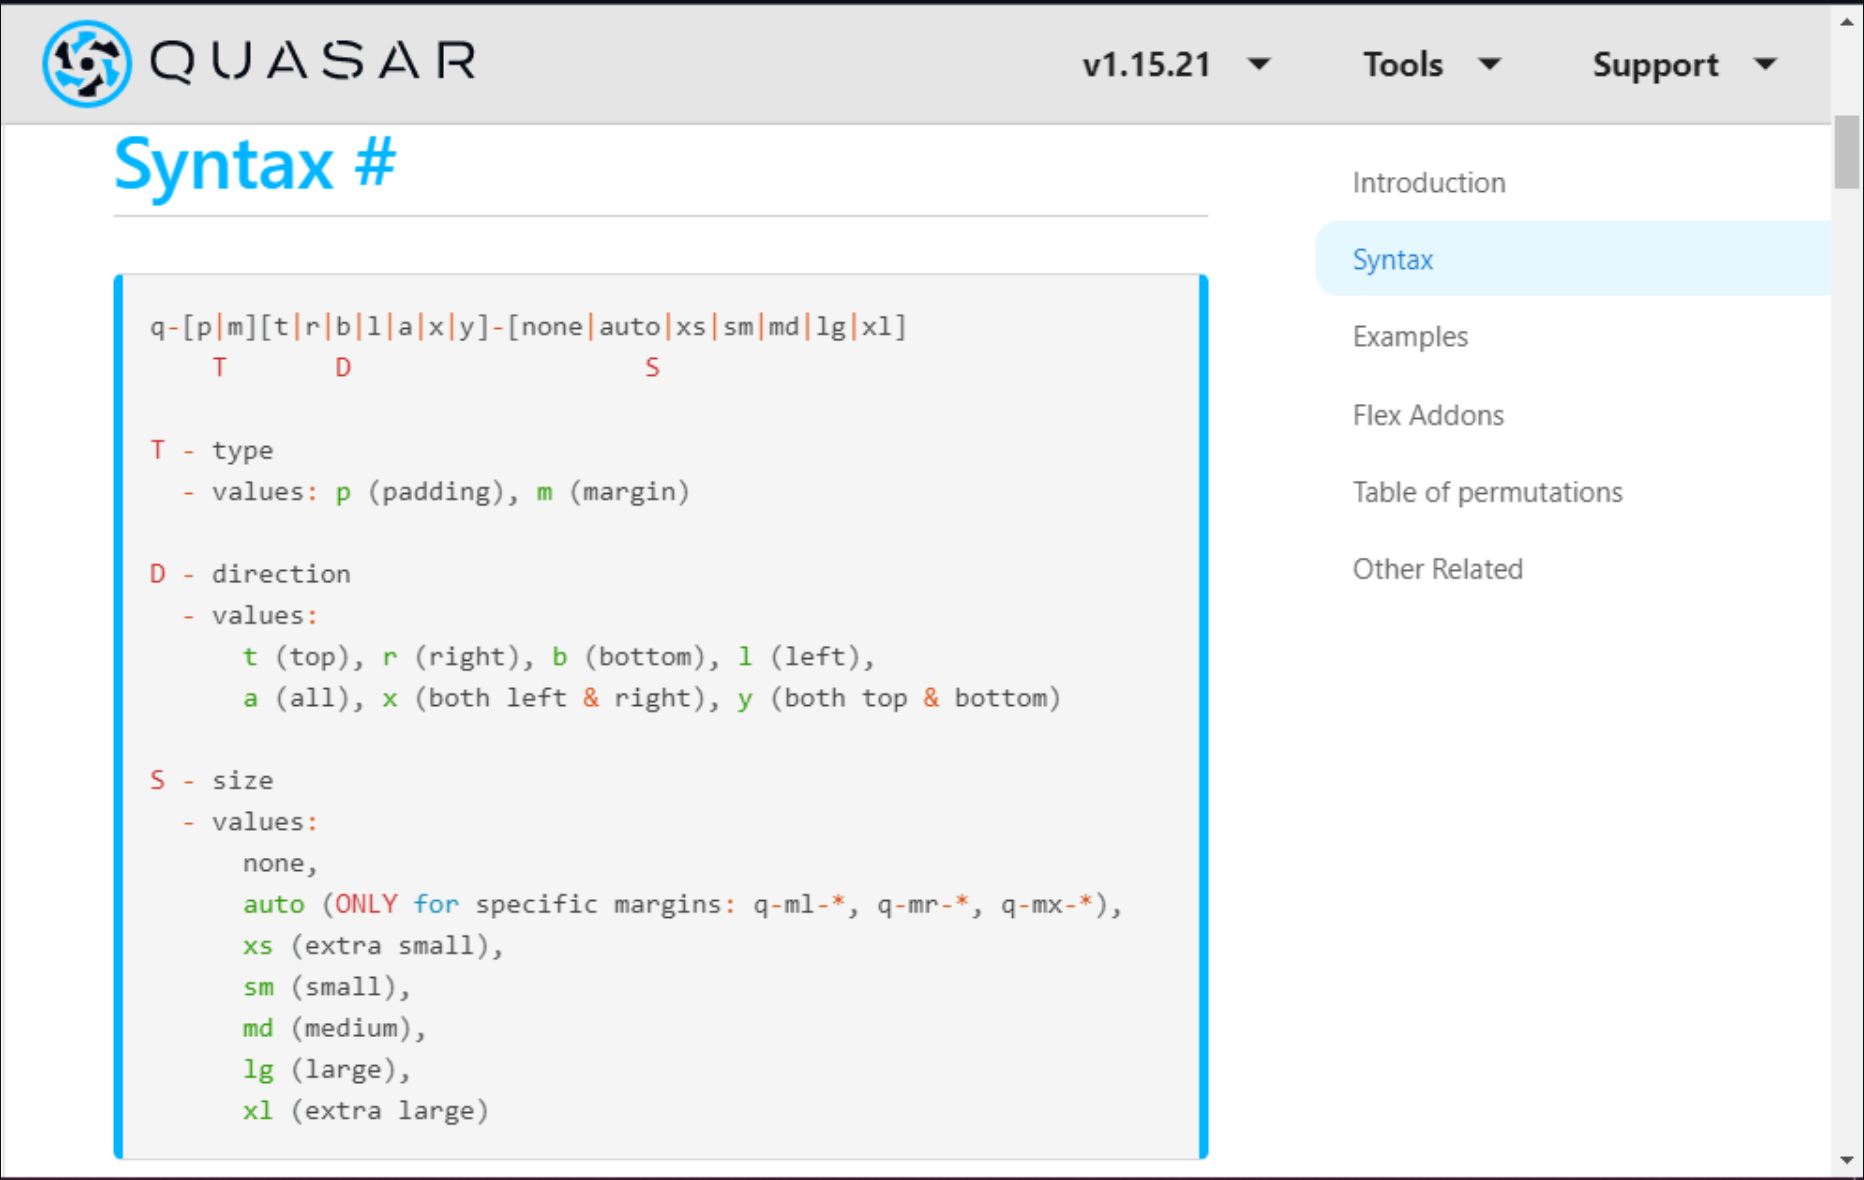 QUASAR
v1.15.21
Tools
Support
Syntax #
q-[p|m][t|r|b|l|a|x|y]-[none|auto|xs|sm|md|lg|xl]
T D S
T - type
- values: p (padding), m (margin)
D - direction
- values:
t (top), r (right), b (bottom), l (left),
a (all), x (both left & right), y (both top & bottom)
S - size
- values:
none,
auto (ONLY for specific margins: q-ml-*, q-mr-*, q-mx-*),
xs (extra small),
sm (small),
md (medium),
lg (large),
xl (extra large)
Introduction
Syntax
Examples
Flex Addons
Table of permutations
Other Related